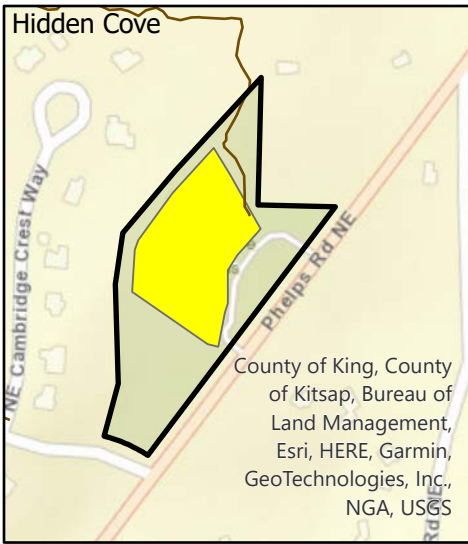 Hidden Cove
NE Cambridge Crest Way
Phelps Rd NE
County of King, County
of Kitsap, Bureau of
Land Management,
Esri, HERE, Garmin,
GeoTechnologies, Inc.,
NGA, USGS
Rd NE